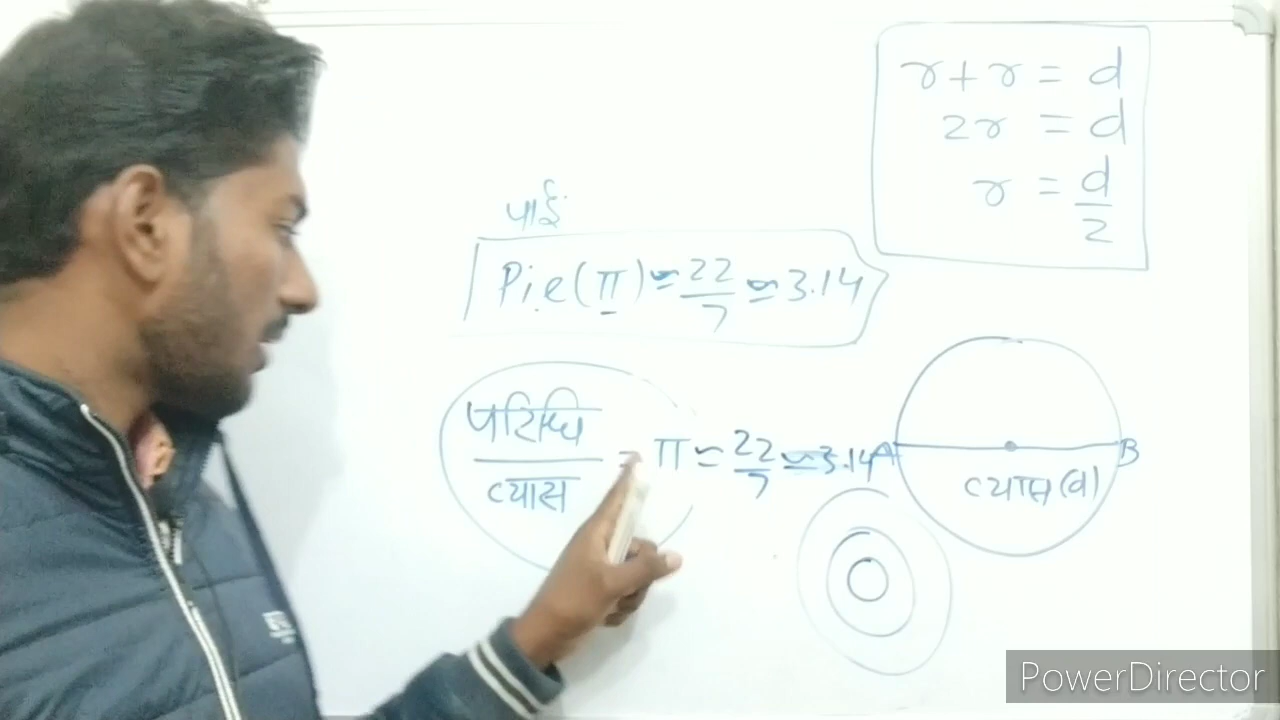 r + r = d
2r = d
r = d/2
पाई
Pie (π) ≃ 22/7 ≃ 3.14
परिधि/व्यास = π ≃ 22/7 ≃ 3.14
A B
व्यास (d)
PowerDirector